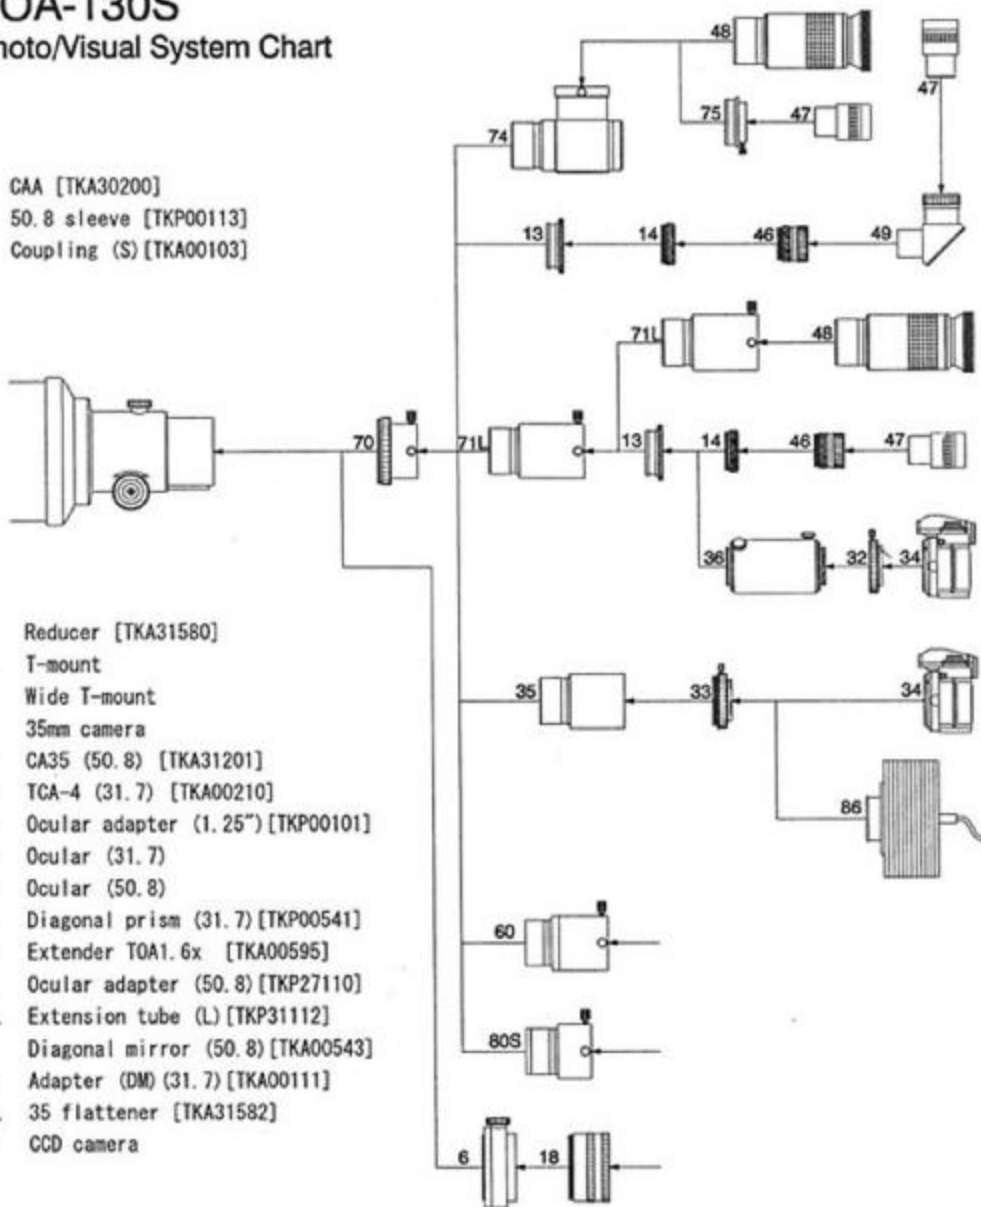 OA-130S
hoto/Visual System Chart
CAA [TKA30200]
50.8 sleeve [TKP00113]
Coupling (S)[TKA00103]
48
47
75
47
74
13
14
46
49
71L
48
70
71L
13
14
46
47
36
32
34
Reducer [TKA31580]
T-mount
Wide T-mount
35mm camera
CA35 (50.8) [TKA31201]
TCA-4 (31.7) [TKA00210]
Ocular adapter (1.25″)[TKP00101]
Ocular (31.7)
Ocular (50.8)
Diagonal prism (31.7)[TKP00541]
Extender TOA1.6x [TKA00595]
Ocular adapter (50.8)[TKP27110]
Extension tube (L)[TKP31112]
Diagonal mirror (50.8)[TKA00543]
Adapter (DM)(31.7)[TKA00111]
35 flattener [TKA31582]
CCD camera
35
33
34
86
60
80S
6
18